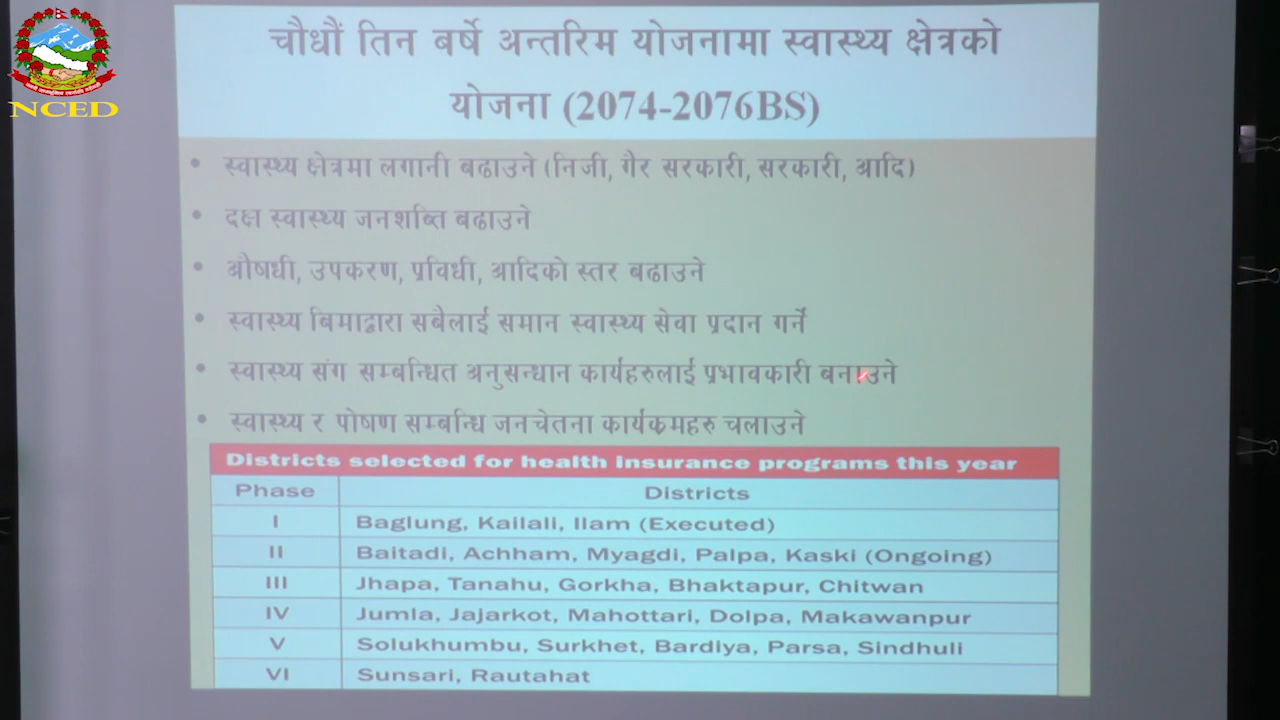 NCED
चौधौं तिन बर्षे अन्तरिम योजनामा स्वास्थ्य क्षेत्रको
योजना (2074-2076BS)
• स्वास्थ्य क्षेत्रमा लगानी बढाउने (निजी, गैर सरकारी, सरकारी, आदि)
• दक्ष स्वास्थ्य जनशक्ति बढाउने
• औषधी, उपकरण, प्रविधी, आदिको स्तर बढाउने
• स्वास्थ्य बिमाद्वारा सबैलाई समान स्वास्थ्य सेवा प्रदान गर्ने
• स्वास्थ्य संग सम्बन्धित अनुसन्धान कार्यहरुलाई प्रभावकारी बनाउने
• स्वास्थ्य र पोषण सम्बन्धि जनचेतना कार्यक्रमहरु चलाउने
Districts selected for health insurance programs this year
Phase Districts
I Baglung, Kailali, Ilam (Executed)
II Baitadi, Achham, Myagdi, Palpa, Kaski (Ongoing)
III Jhapa, Tanahu, Gorkha, Bhaktapur, Chitwan
IV Jumla, Jajarkot, Mahottari, Dolpa, Makawanpur
V Solukhumbu, Surkhet, Bardiya, Parsa, Sindhuli
VI Sunsari, Rautahat